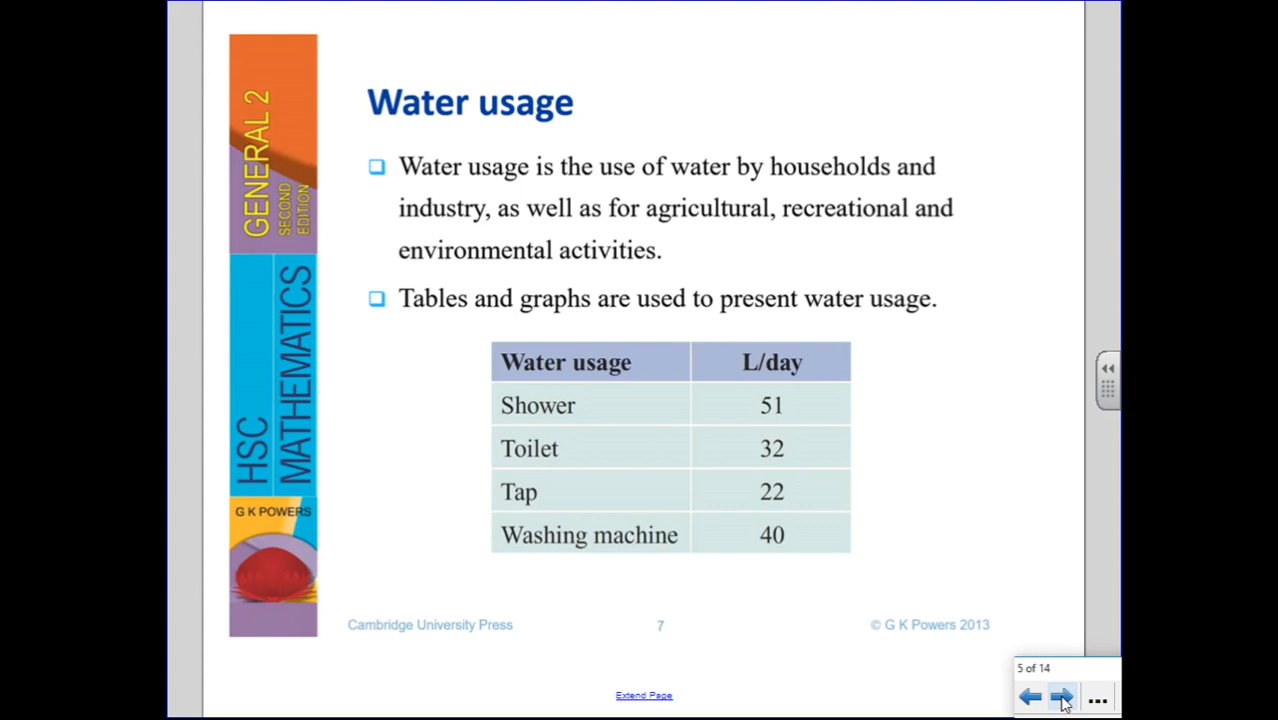 GENERAL 2
SECOND
EDITION
HSC
MATHEMATICS
G K POWERS
Water usage
Water usage is the use of water by households and
industry, as well as for agricultural, recreational and
environmental activities.
Tables and graphs are used to present water usage.
Water usage L/day
Shower 51
Toilet 32
Tap 22
Washing machine 40
Cambridge University Press 7 © G K Powers 2013
5 of 14
Extend Page